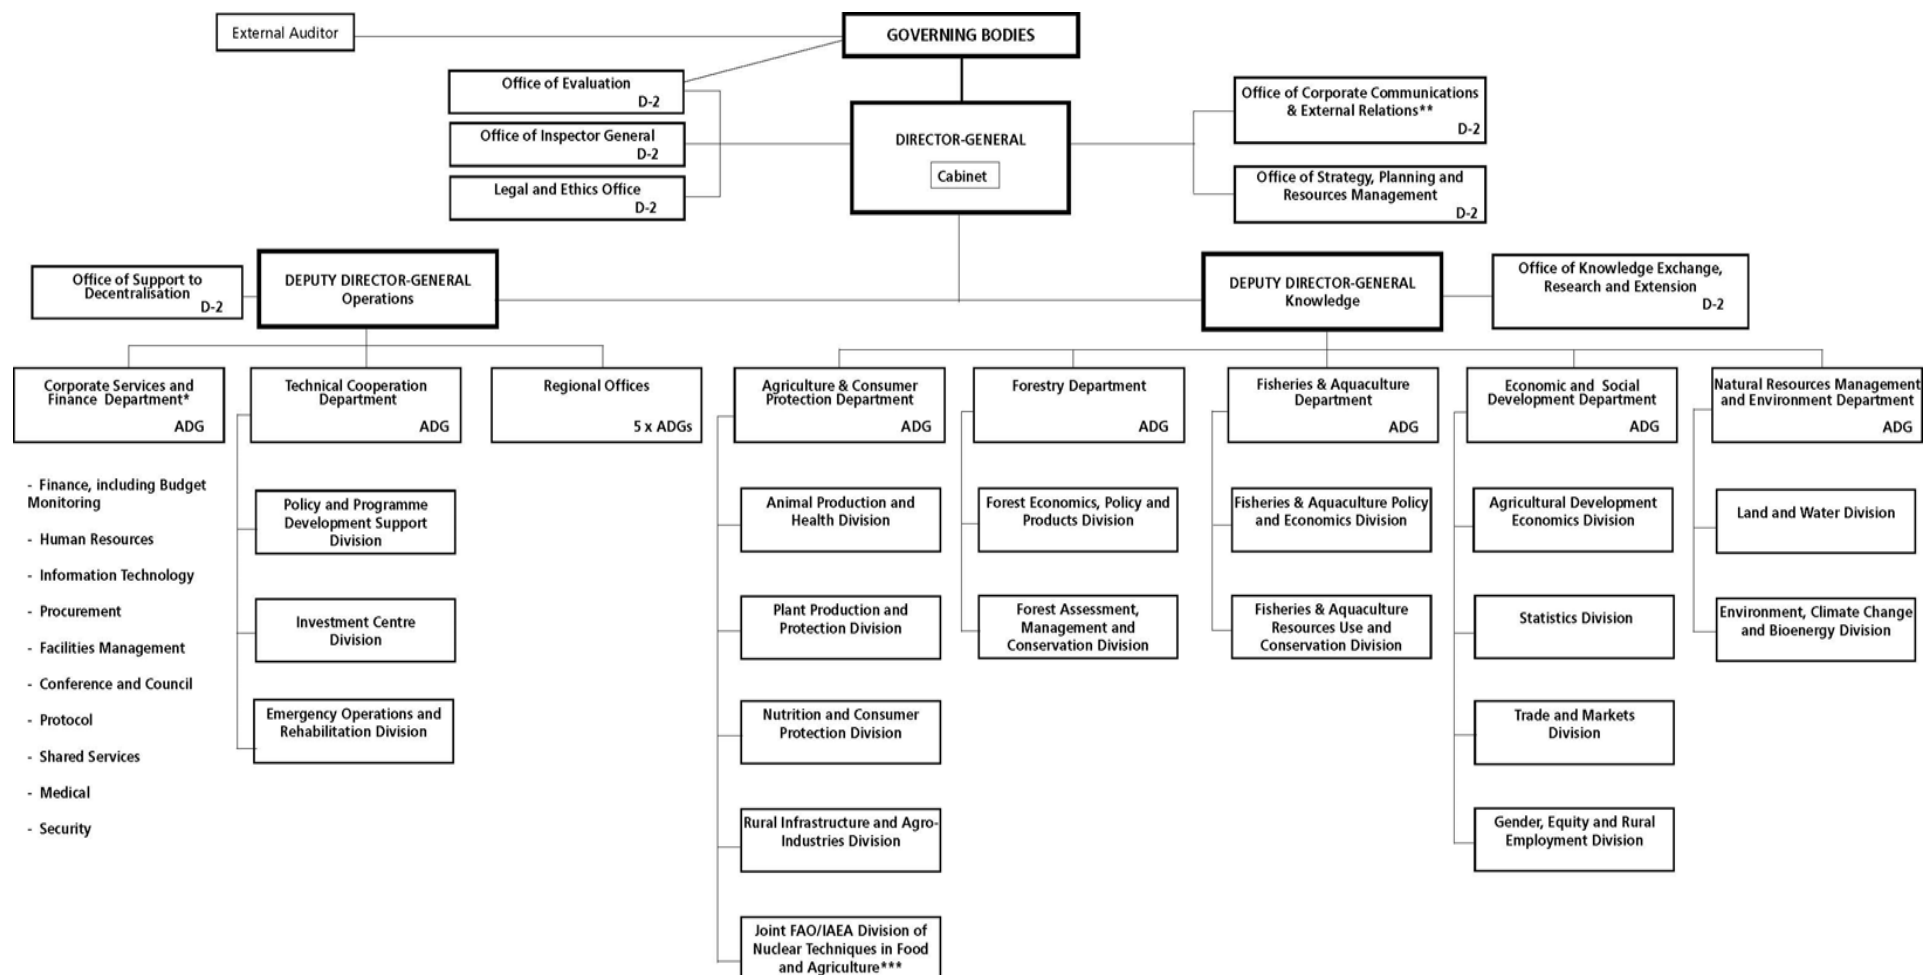 External Auditor
GOVERNING BODIES
Office of Evaluation
D-2
Office of Inspector General
D-2
Legal and Ethics Office
D-2
DIRECTOR-GENERAL
Cabinet
Office of Corporate Communications
& External Relations**
D-2
Office of Strategy, Planning and
Resources Management
D-2
Office of Support to
Decentralisation
D-2
DEPUTY DIRECTOR-GENERAL
Operations
DEPUTY DIRECTOR-GENERAL
Knowledge
Office of Knowledge Exchange,
Research and Extension
D-2
Corporate Services and
Finance Department*
ADG
- Finance, including Budget
Monitoring
- Human Resources
- Information Technology
- Procurement
- Facilities Management
- Conference and Council
- Protocol
- Shared Services
- Medical
- Security
Technical Cooperation
Department
ADG
Policy and Programme
Development Support
Division
Investment Centre
Division
Emergency Operations and
Rehabilitation Division
Regional Offices
5 x ADGs
Agriculture & Consumer
Protection Department
ADG
Animal Production and
Health Division
Plant Production and
Protection Division
Nutrition and Consumer
Protection Division
Rural Infrastructure and Agro-
Industries Division
Joint FAO/IAEA Division of
Nuclear Techniques in Food
and Agriculture***
Forestry Department
ADG
Forest Economics, Policy and
Products Division
Forest Assessment,
Management and
Conservation Division
Fisheries & Aquaculture
Department
ADG
Fisheries & Aquaculture Policy
and Economics Division
Fisheries & Aquaculture
Resources Use and
Conservation Division
Economic and Social
Development Department
ADG
Agricultural Development
Economics Division
Statistics Division
Trade and Markets
Division
Gender, Equity and Rural
Employment Division
Natural Resources Management
and Environment Department
ADG
Land and Water Division
Environment, Climate Change
and Bioenergy Division